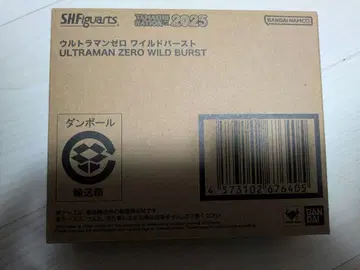 S.H.Figuarts
TAMASHII NATION 2025
BANDAI NAMCO
ウルトラマンゼロ ワイルドバースト
ULTRAMAN ZERO WILD BURST
ダンボール
輸送箱
4 573102 626405
BANDAI